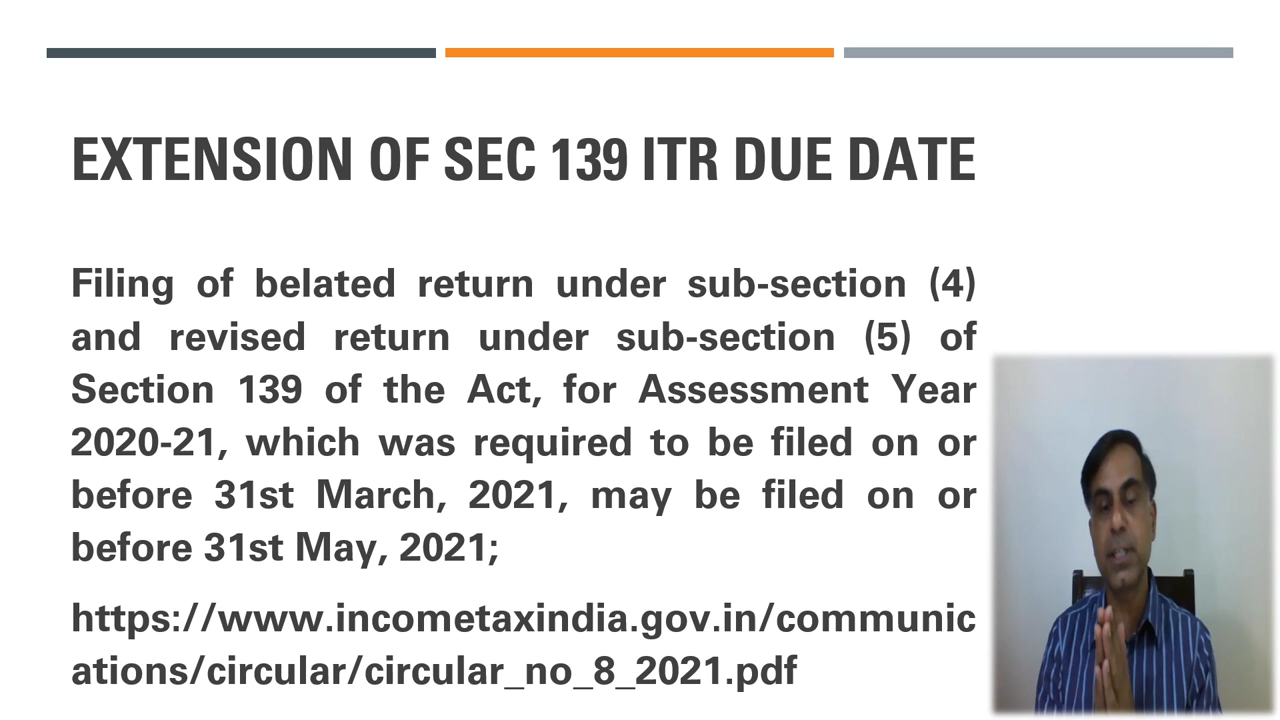 EXTENSION OF SEC 139 ITR DUE DATE
Filing of belated return under sub-section (4)
and revised return under sub-section (5) of
Section 139 of the Act, for Assessment Year
2020-21, which was required to be filed on or
before 31st March, 2021, may be filed on or
before 31st May, 2021;
https://www.incometaxindia.gov.in/communic
ations/circular/circular_no_8_2021.pdf